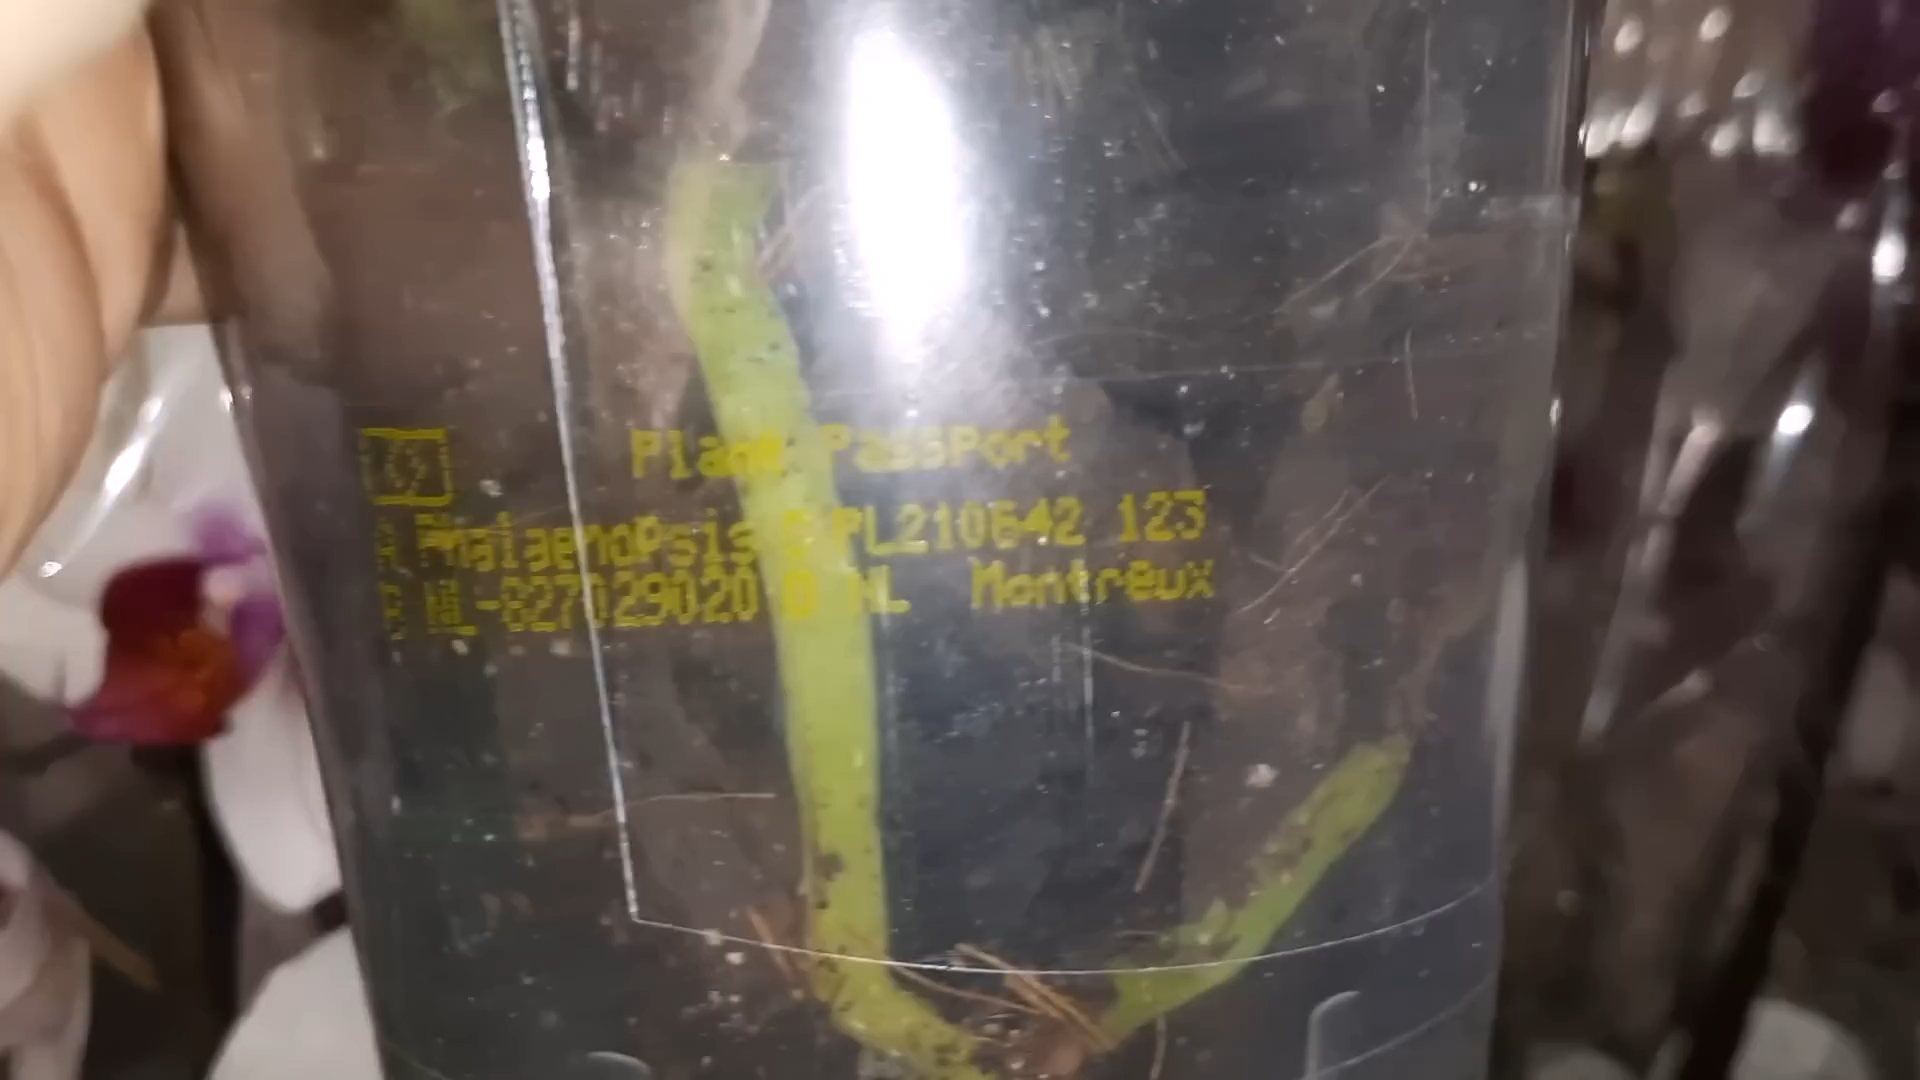 Plant Passport
A Phalaenopsis C PL210642 123
B NL-827029020 D NL Montreux